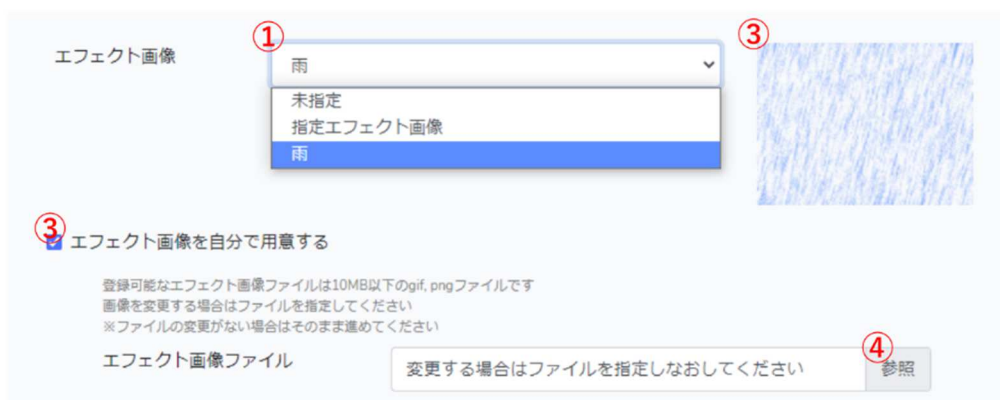 エフェクト画像
①
雨
③
未指定
指定エフェクト画像
雨
③
エフェクト画像を自分で用意する
登録可能なエフェクト画像ファイルは10MB以下のgif, pngファイルです
画像を変更する場合はファイルを指定してください
※ファイルの変更がない場合はそのまま進めてください
エフェクト画像ファイル
変更する場合はファイルを指定しなおしてください
④
参照